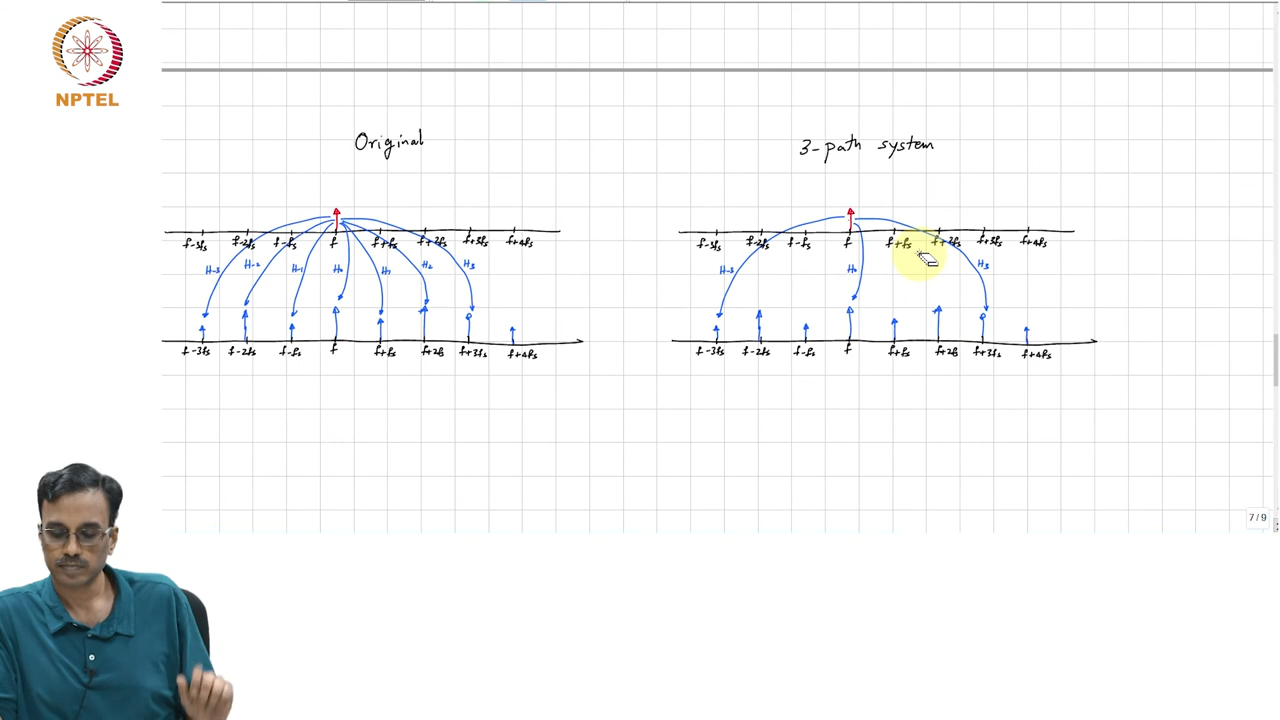 NPTEL
Original
3-path system
f-3fs f-2fs f-fs f f+fs f+2fs f+3fs f+4fs
f-3fs f-2fs f-fs f f+fs f+2fs f+3fs f+4fs
H-3 H-2 H-1 H0 H1 H2 H3
H-3 H0 H3
f-3fs f-2fs f-fs f f+fs f+2fs f+3fs f+4fs
f-3fs f-2fs f-fs f f+fs f+2fs f+3fs f+4fs
7/9